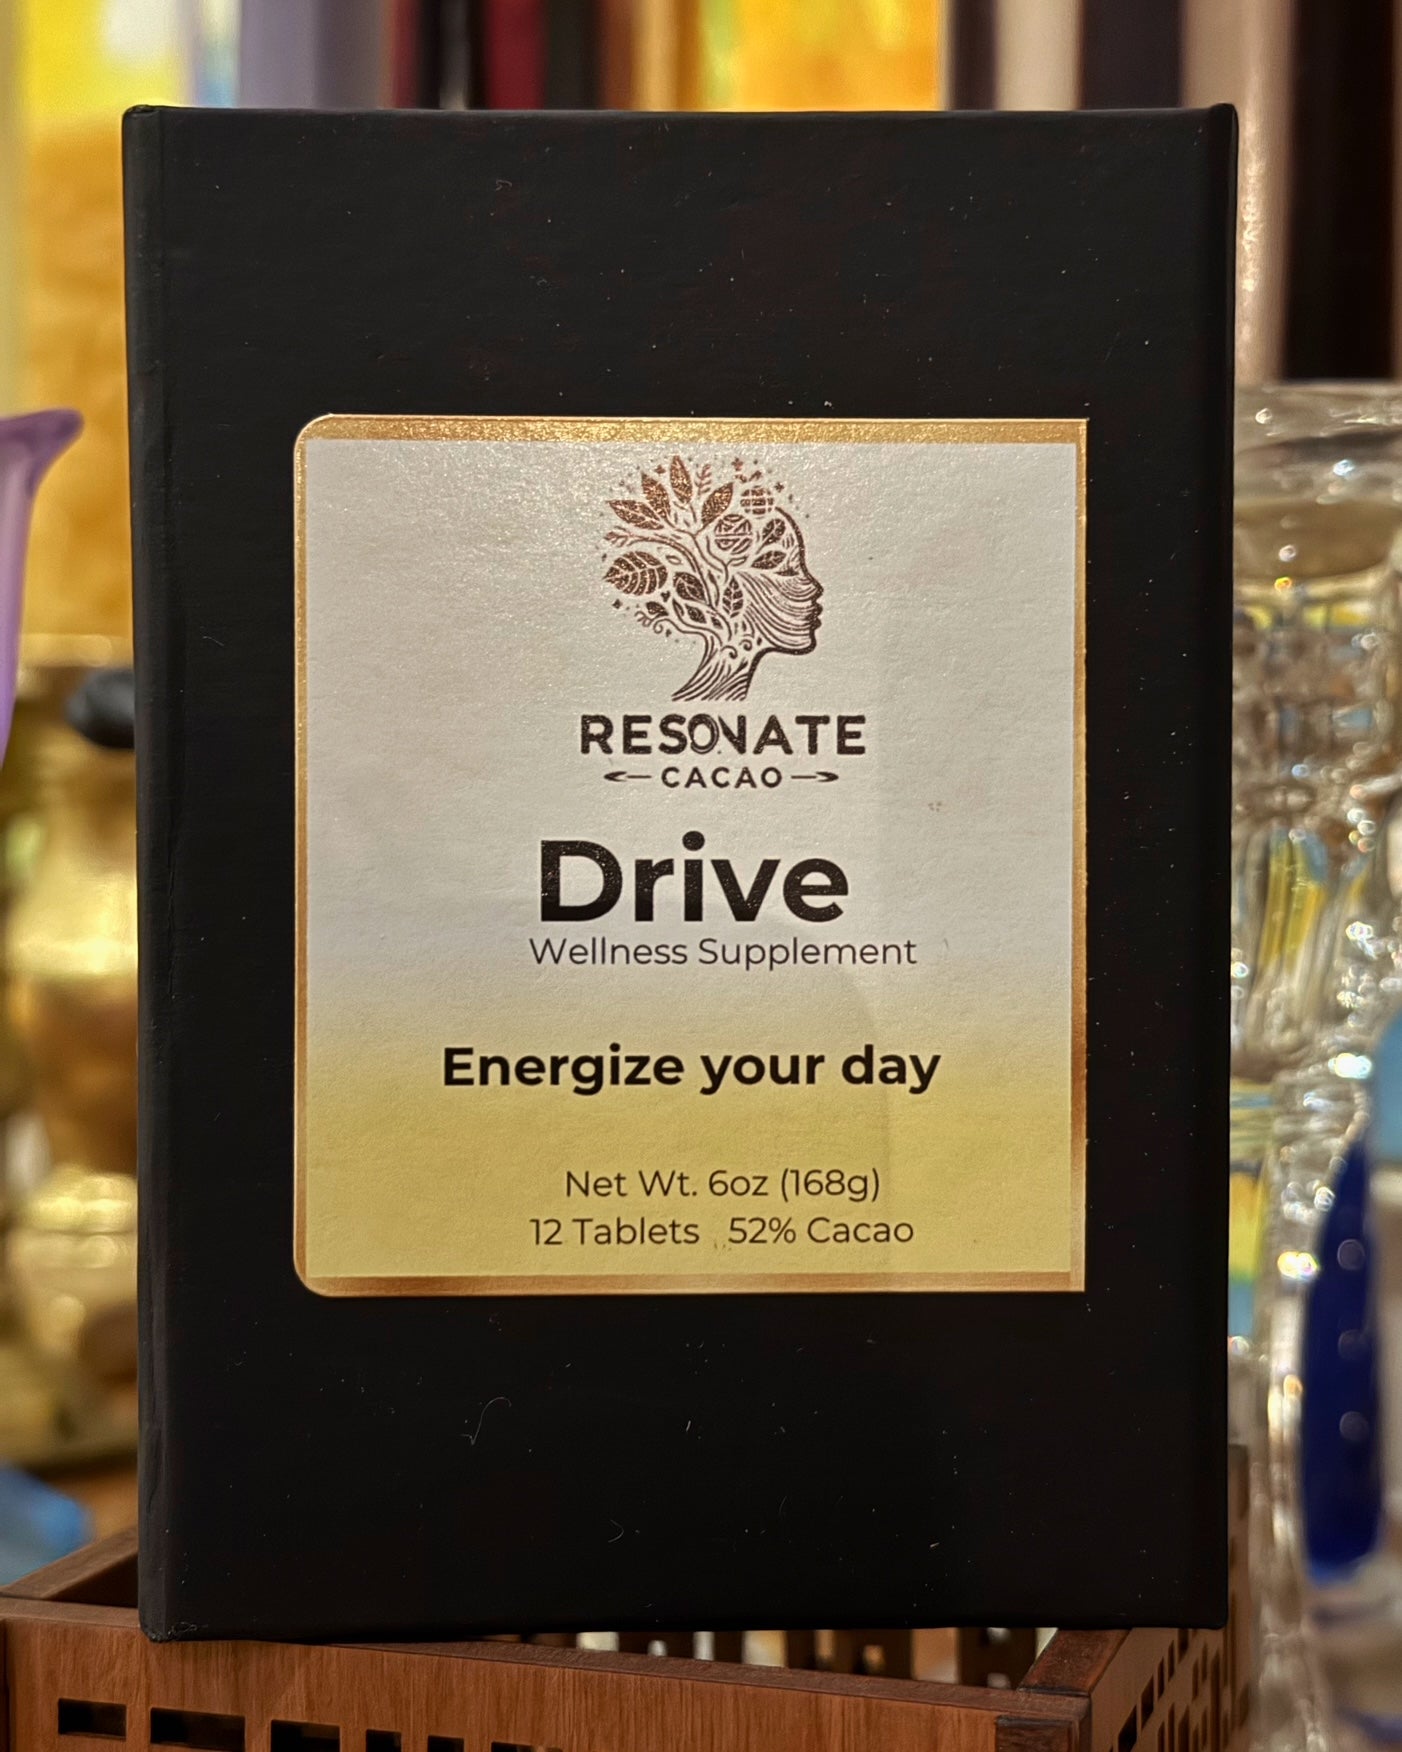 RESONATE
CACAO
Drive
Wellness Supplement
Energize your day
Net Wt. 6oz (168g)
12 Tablets 52% Cacao